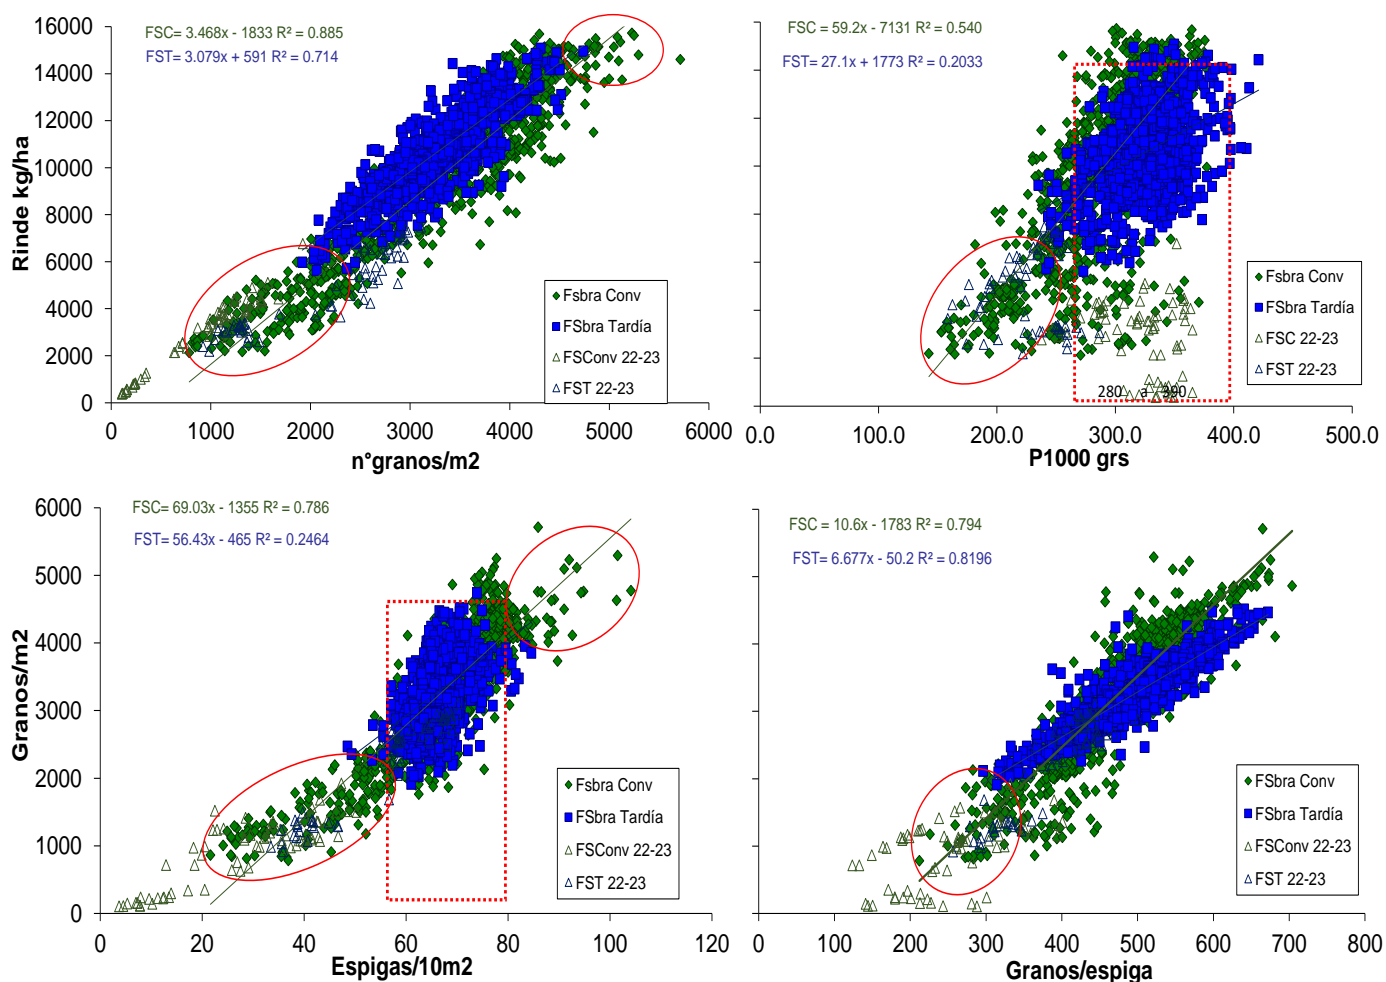 FSC= 3.468x - 1833 R² = 0.885
FST= 3.079x + 591 R² = 0.714
16000
14000
12000
10000
8000
6000
4000
2000
0
Rinde kg/ha
Fsbra Conv
FSbra Tardía
FSConv 22-23
FST 22-23
0 1000 2000 3000 4000 5000 6000
n°granos/m2
FSC = 59.2x - 7131 R² = 0.540
FST= 27.1x + 1773 R² = 0.2033
Fsbra Conv
FSbra Tardía
FSC 22-23
FST 22-23
280 a 390
0.0 100.0 200.0 300.0 400.0 500.0
P1000 grs
FSC= 69.03x - 1355 R² = 0.786
FST= 56.43x - 465 R² = 0.2464
6000
5000
4000
3000
2000
1000
0
Granos/m2
Fsbra Conv
FSbra Tardía
FSConv 22-23
FST 22-23
0 20 40 60 80 100 120
Espigas/10m2
FSC = 10.6x - 1783 R² = 0.794
FST= 6.677x - 50.2 R² = 0.8196
Fsbra Conv
FSbra Tardía
FSConv 22-23
FST 22-23
0 100 200 300 400 500 600 700 800
Granos/espiga